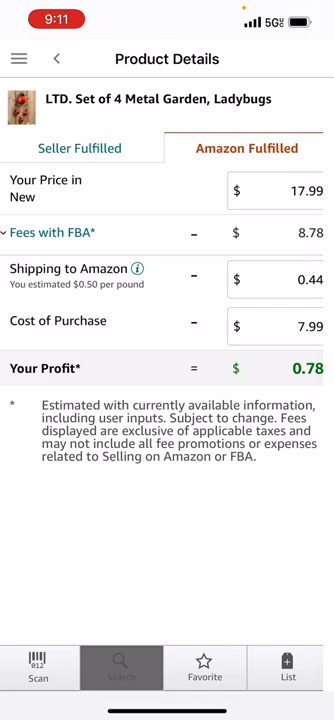 9:11
5G
Product Details
LTD. Set of 4 Metal Garden, Ladybugs
Seller Fulfilled
Amazon Fulfilled
Your Price in
New
$ 17.99
Fees with FBA* - $ 8.78
Shipping to Amazon i - $ 0.44
You estimated $0.50 per pound
Cost of Purchase - $ 7.99
Your Profit* = $ 0.78
* Estimated with currently available information,
including user inputs. Subject to change. Fees
displayed are exclusive of applicable taxes and
may not include all fee promotions or expenses
related to Selling on Amazon or FBA.
012
Scan
Search
Favorite
List